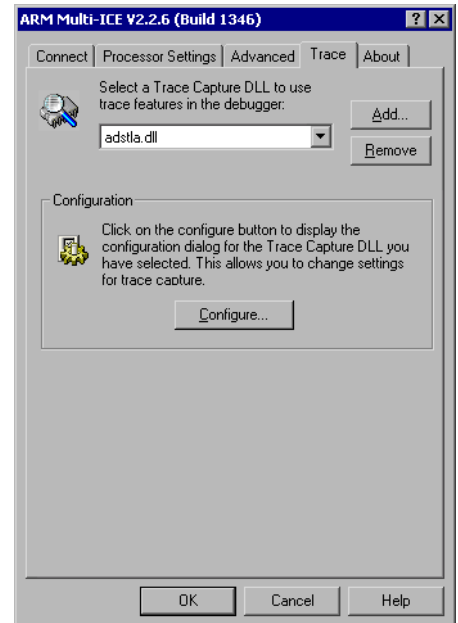 ARM Multi-ICE V2.2.6 (Build 1346)
Connect Processor Settings Advanced Trace About
Select a Trace Capture DLL to use
trace features in the debugger:
Add...
adstla.dll
Remove
Configuration
Click on the configure button to display the
configuration dialog for the Trace Capture DLL you
have selected. This allows you to change settings
for trace capture.
Configure...
OK Cancel Help